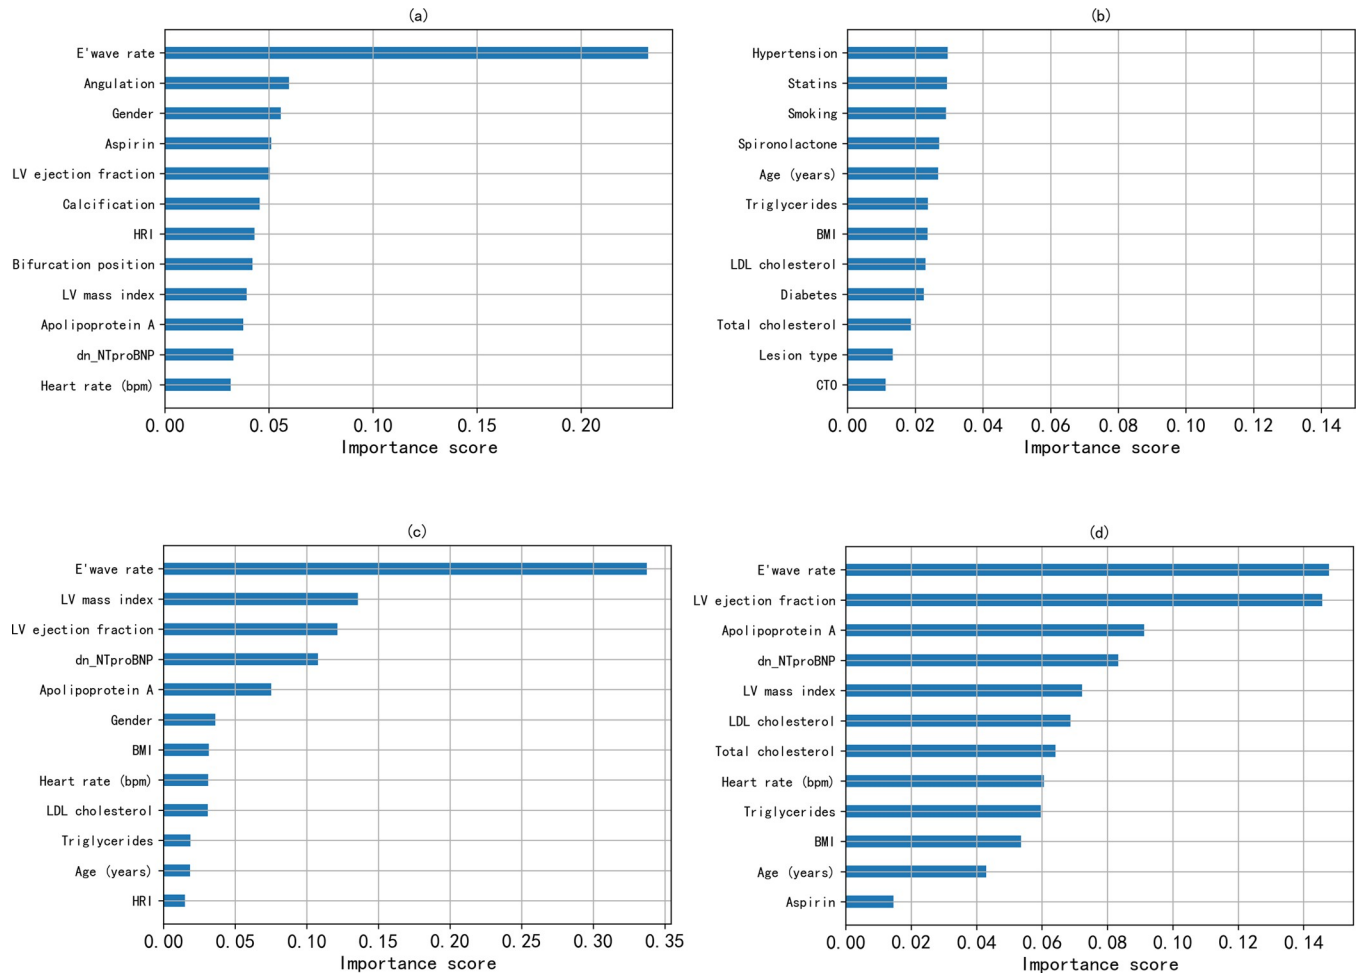 (a)
E'wave rate
Angulation
Gender
Aspirin
LV ejection fraction
Calcification
HRI
Bifurcation position
LV mass index
Apolipoprotein A
dn_NTproBNP
Heart rate (bpm)
0.00 0.05 0.10 0.15 0.20
Importance score
(b)
Hypertension
Statins
Smoking
Spironolactone
Age (years)
Triglycerides
BMI
LDL cholesterol
Diabetes
Total cholesterol
Lesion type
CTO
0.00 0.02 0.04 0.06 0.08 0.10 0.12 0.14
Importance score
(c)
E'wave rate
LV mass index
LV ejection fraction
dn_NTproBNP
Apolipoprotein A
Gender
BMI
Heart rate (bpm)
LDL cholesterol
Triglycerides
Age (years)
HRI
0.00 0.05 0.10 0.15 0.20 0.25 0.30 0.35
Importance score
(d)
E'wave rate
LV ejection fraction
Apolipoprotein A
dn_NTproBNP
LV mass index
LDL cholesterol
Total cholesterol
Heart rate (bpm)
Triglycerides
BMI
Age (years)
Aspirin
0.00 0.02 0.04 0.06 0.08 0.10 0.12 0.14
Importance score